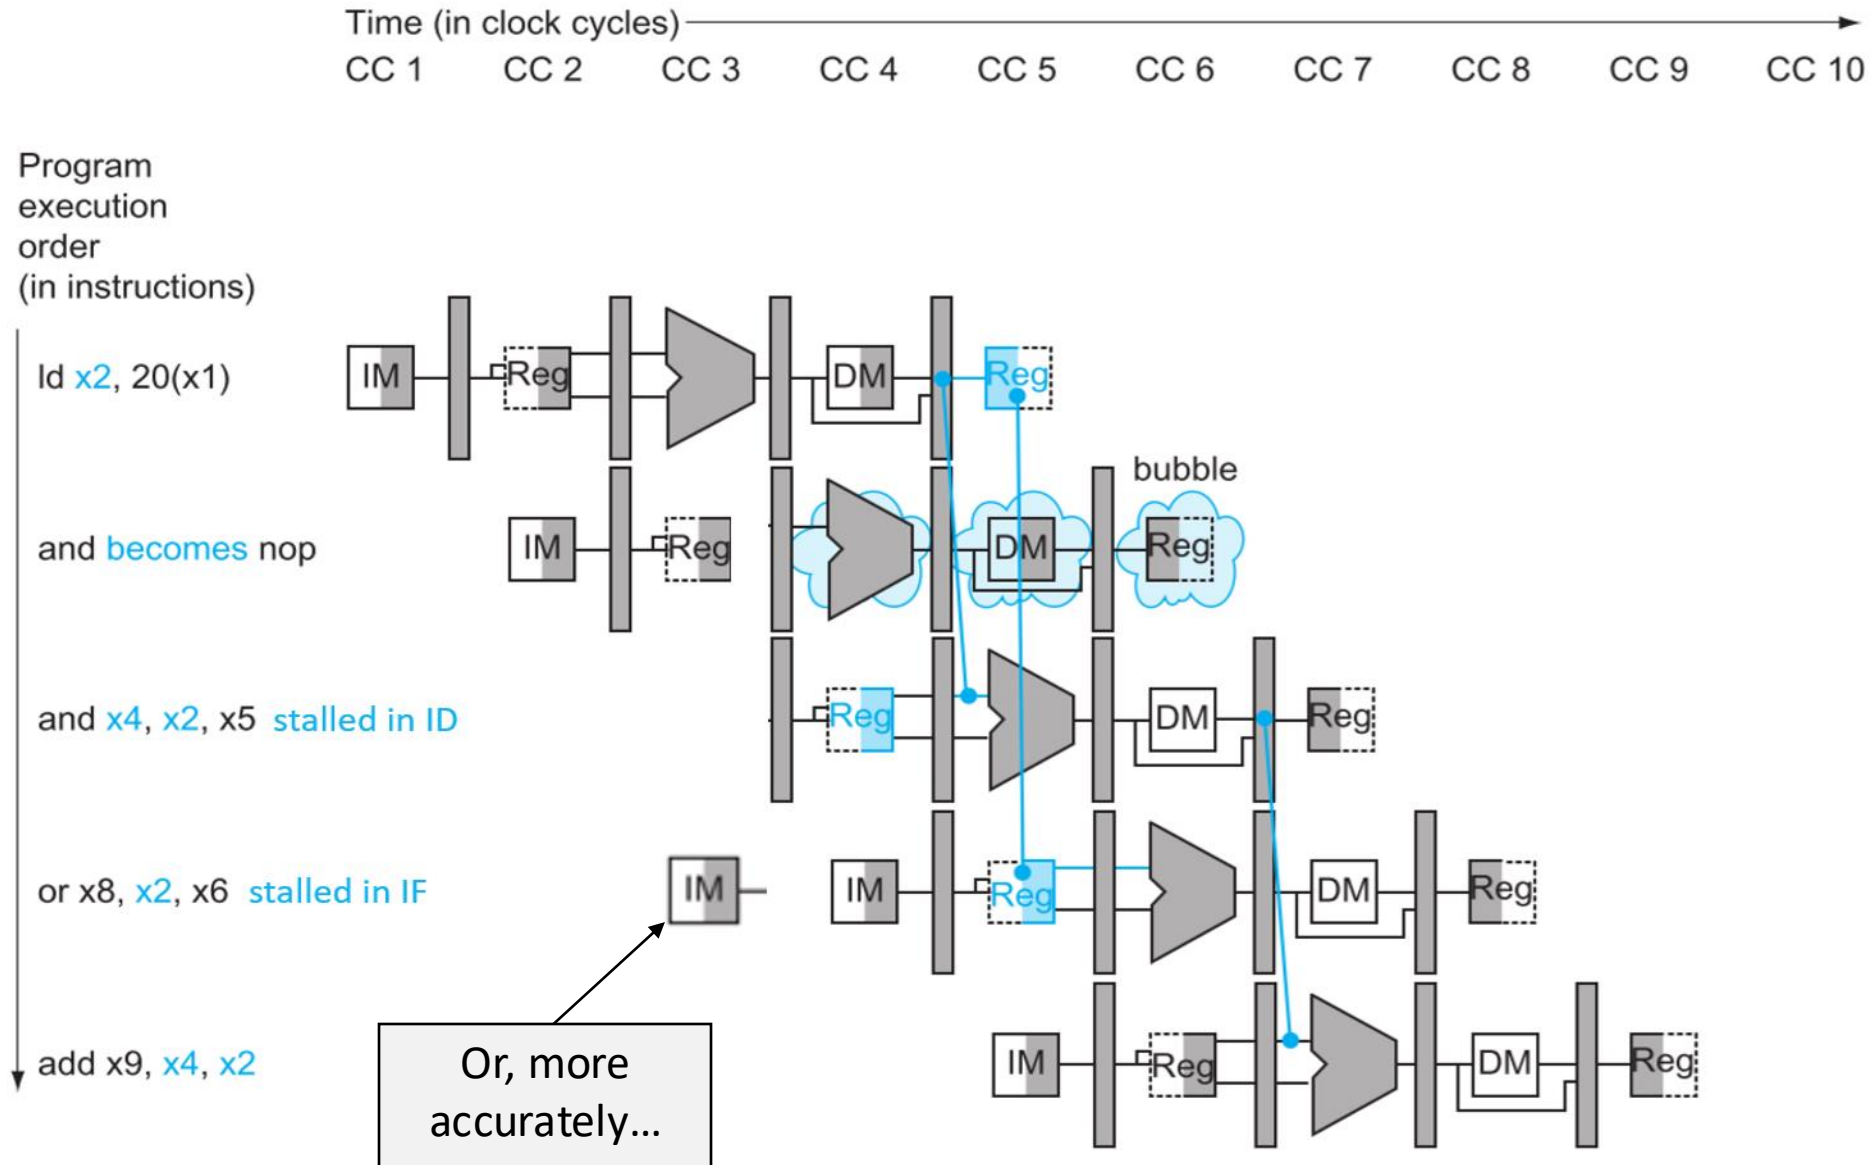 Time (in clock cycles)
CC 1 CC 2 CC 3 CC 4 CC 5 CC 6 CC 7 CC 8 CC 9 CC 10
Program
execution
order
(in instructions)
ld x2, 20(x1) IM Reg DM Reg
bubble
and becomes nop IM Reg DM Reg
and x4, x2, x5 stalled in ID Reg DM Reg
or x8, x2, x6 stalled in IF IM IM Reg DM Reg
add x9, x4, x2 IM Reg DM Reg
Or, more
accurately...